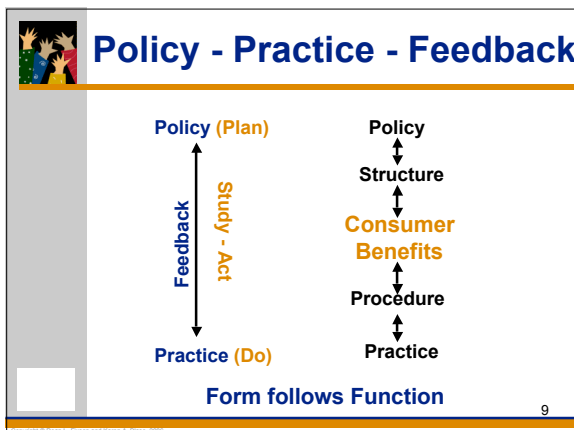 Policy - Practice - Feedback
Policy (Plan)
Feedback
Study - Act
Practice (Do)
Policy
Structure
Consumer
Benefits
Procedure
Practice
Form follows Function
9